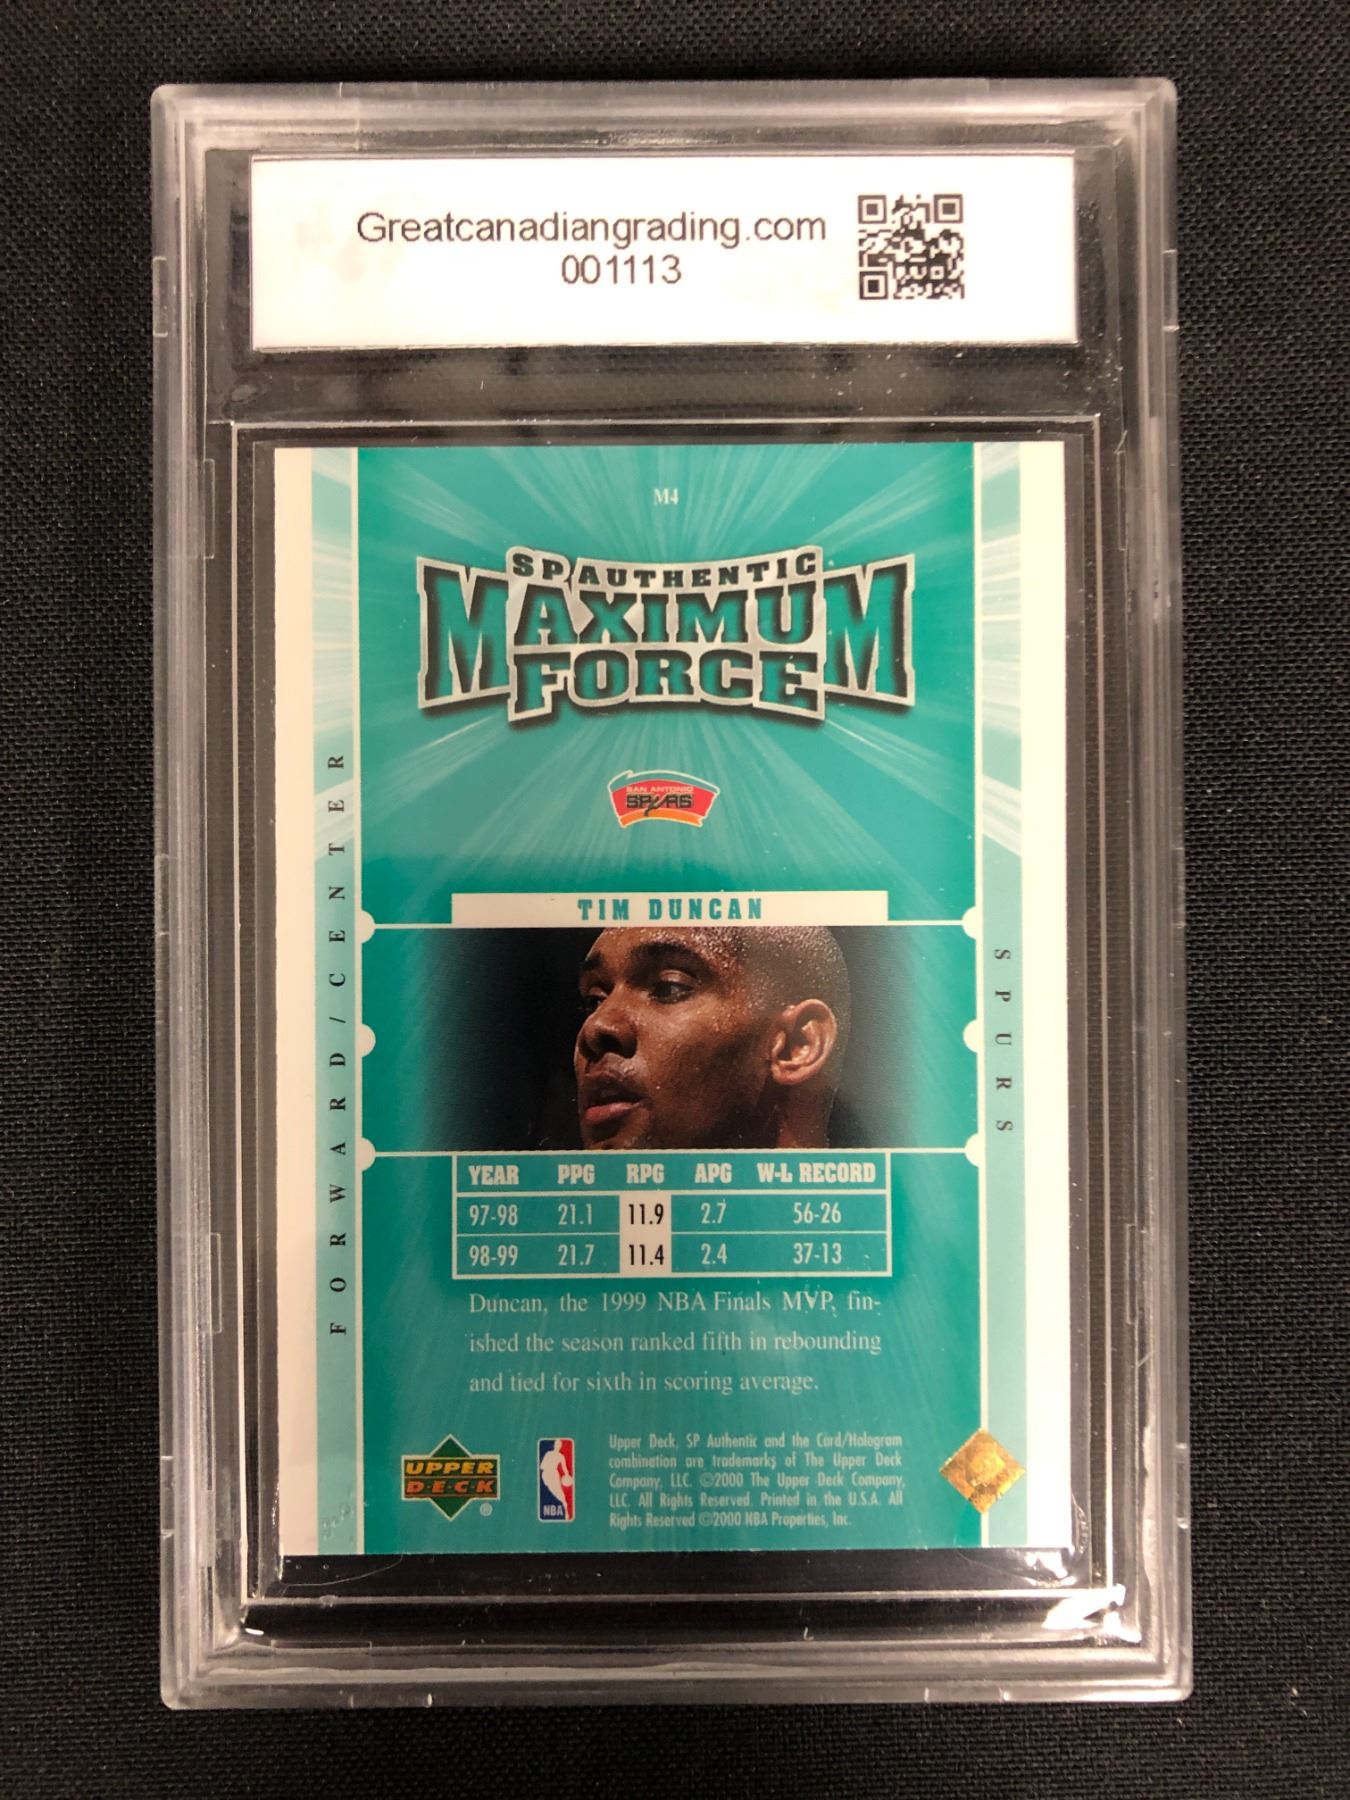 Greatcanadiangrading.com
001113
M4
SP AUTHENTIC
MAXIMUM
FORCE
SAN ANTONIO
SPURS
FORWARD/CENTER
SPURS
TIM DUNCAN
YEAR PPG RPG APG W-L RECORD
97-98 21.1 11.9 2.7 56-26
98-99 21.7 11.4 2.4 37-13
Duncan, the 1999 NBA Finals MVP, fin-
ished the season ranked fifth in rebounding
and tied for sixth in scoring average.
UPPER
D·E·C·K
®
NBA
Upper Deck, SP Authentic and the Card/Hologram
combination are trademarks of The Upper Deck
Company, LLC. ©2000 The Upper Deck Company,
LLC. All Rights Reserved. Printed in the U.S.A. All
Rights Reserved ©2000 NBA Properties, Inc.